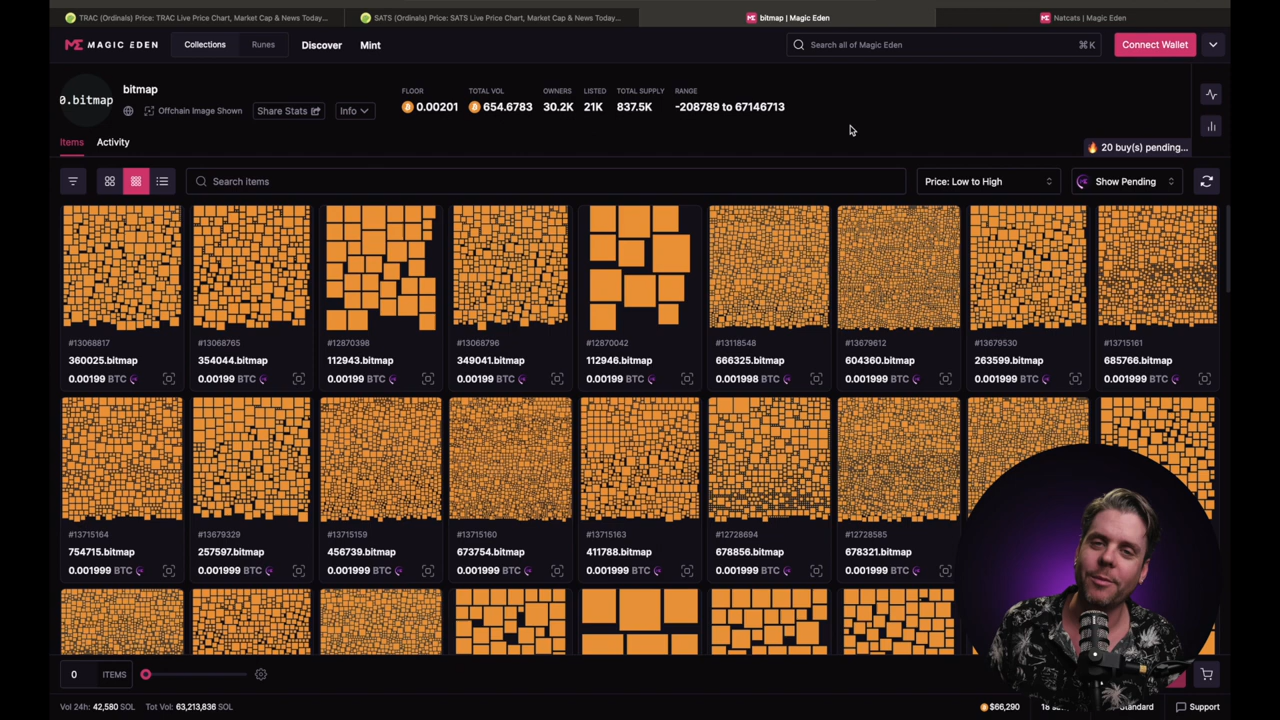 TRAC (Ordinals) Price: TRAC Live Price Chart, Market Cap & News Today...
SATS (Ordinals) Price: SATS Live Price Chart, Market Cap & News Today...
bitmap | Magic Eden
Natcats | Magic Eden
MAGIC EDEN
Collections
Runes
Discover
Mint
Search all of Magic Eden
⌘K
Connect Wallet
0.bitmap
bitmap
Offchain Image Shown
Share Stats
Info
FLOOR
0.00201
TOTAL VOL
654.6783
OWNERS
30.2K
LISTED
21K
TOTAL SUPPLY
837.5K
RANGE
-208789 to 67146713
Items
Activity
🔥 20 buy(s) pending...
Search items
Price: Low to High
Show Pending
#13068817
360025.bitmap
0.00199 BTC
#13068765
354044.bitmap
0.00199 BTC
#12870398
112943.bitmap
0.00199 BTC
#13068796
349041.bitmap
0.00199 BTC
#12870042
112946.bitmap
0.00199 BTC
#13118548
666325.bitmap
0.001998 BTC
#13679612
604360.bitmap
0.001999 BTC
#13679530
263599.bitmap
0.001999 BTC
#13715161
685766.bitmap
0.001999 BTC
#13715164
754715.bitmap
0.001999 BTC
#13679329
257597.bitmap
0.001999 BTC
#13715159
456739.bitmap
0.001999 BTC
#13715160
673754.bitmap
0.001999 BTC
#13715163
411788.bitmap
0.001999 BTC
#12728694
678856.bitmap
0.001999 BTC
#12728585
678321.bitmap
0.001999 BTC
0
ITEMS
Vol 24h: 42,580 SOL
Tot Vol: 63,213,836 SOL
$66,290
Standard
Support